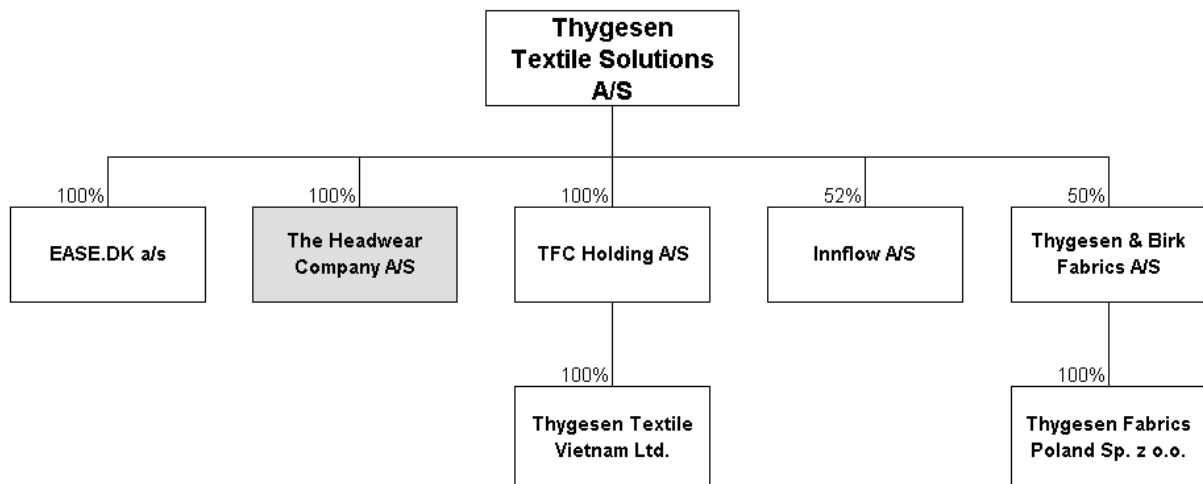 Thygesen
Textile Solutions
A/S
100%
100%
100%
52%
50%
EASE.DK a/s
The Headwear
Company A/S
TFC Holding A/S
Innflow A/S
Thygesen & Birk
Fabrics A/S
100%
100%
Thygesen Textile
Vietnam Ltd.
Thygesen Fabrics
Poland Sp. z o.o.